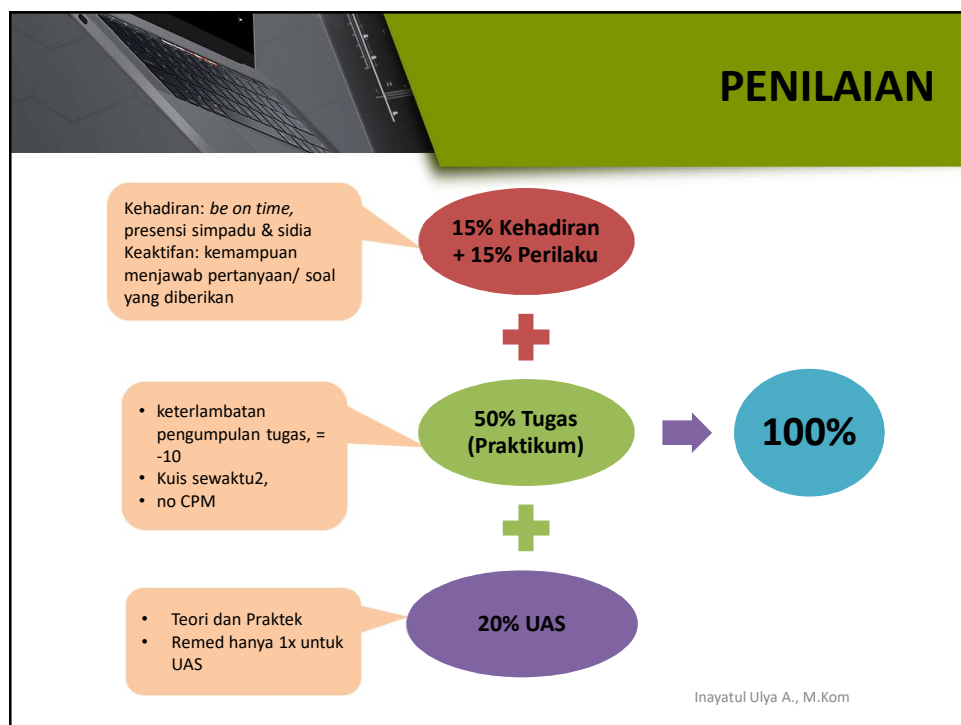 PENILAIAN
Kehadiran: be on time,
presensi simpadu & sidia
Keaktifan: kemampuan
menjawab pertanyaan/ soal
yang diberikan
15% Kehadiran
+ 15% Perilaku
• keterlambatan
pengumpulan tugas, =
-10
• Kuis sewaktu2,
• no CPM
50% Tugas
(Praktikum)
100%
• Teori dan Praktek
• Remed hanya 1x untuk
UAS
20% UAS
Inayatul Ulya A., M.Kom